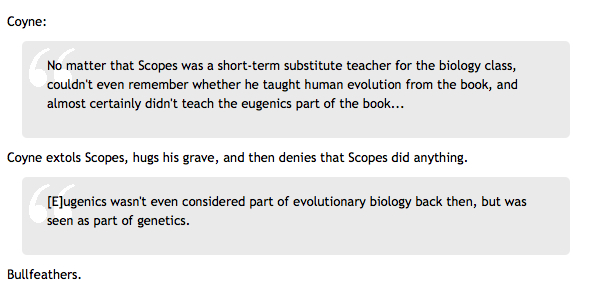 Coyne:
No matter that Scopes was a short-term substitute teacher for the biology class,
couldn't even remember whether he taught human evolution from the book, and
almost certainly didn't teach the eugenics part of the book...
Coyne extols Scopes, hugs his grave, and then denies that Scopes did anything.
[E]ugenics wasn't even considered part of evolutionary biology back then, but was
seen as part of genetics.
Bullfeathers.